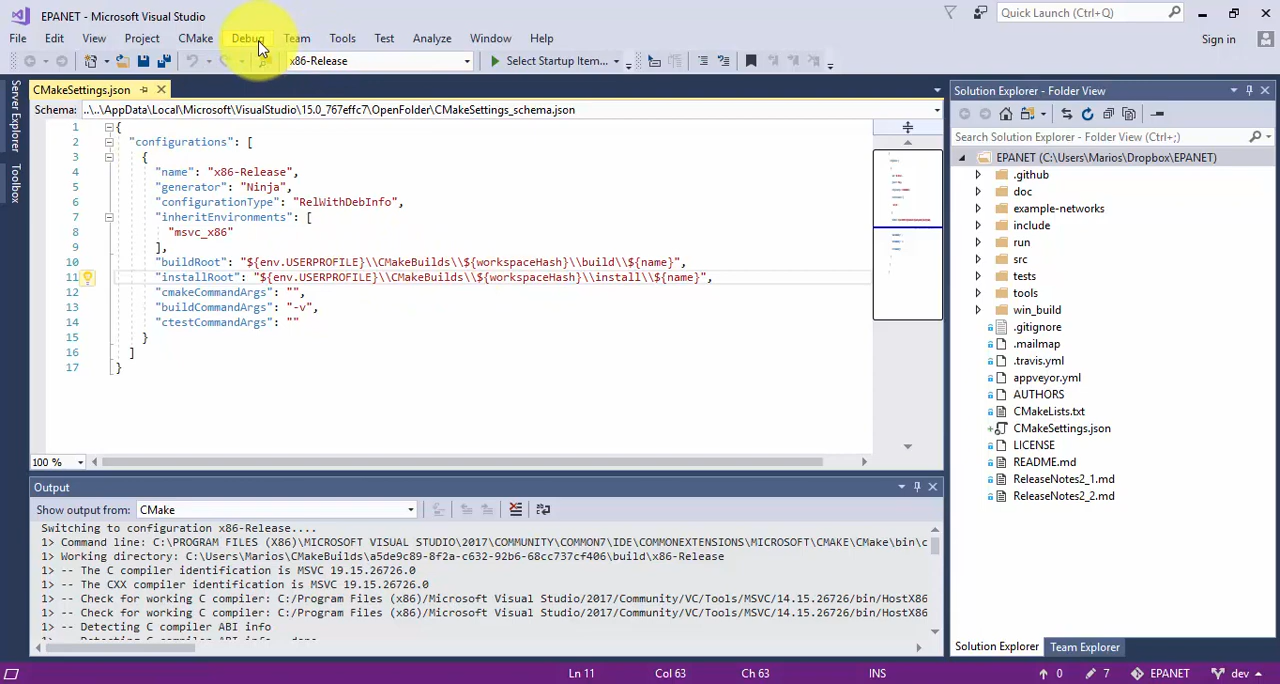 EPANET - Microsoft Visual Studio
Quick Launch (Ctrl+Q)
File Edit View Project CMake Debug Team Tools Test Analyze Window Help
Sign in
x86-Release
Select Startup Item...
CMakeSettings.json
Schema: ..\..\AppData\Local\Microsoft\VisualStudio\15.0_767effc7\OpenFolder\CMakeSettings_schema.json
Server Explorer
Toolbox
1 {
2 "configurations": [
3 {
4 "name": "x86-Release",
5 "generator": "Ninja",
6 "configurationType": "RelWithDebInfo",
7 "inheritEnvironments": [
8 "msvc_x86"
9 ],
10 "buildRoot": "${env.USERPROFILE}\\CMakeBuilds\\${workspaceHash}\\build\\${name}",
11 "installRoot": "${env.USERPROFILE}\\CMakeBuilds\\${workspaceHash}\\install\\${name}",
12 "cmakeCommandArgs": "",
13 "buildCommandArgs": "-v",
14 "ctestCommandArgs": ""
15 }
16 ]
17 }
100 %
Output
Show output from: CMake
Switching to configuration x86-Release....
1> Command line: C:\PROGRAM FILES (X86)\MICROSOFT VISUAL STUDIO\2017\COMMUNITY\COMMON7\IDE\COMMONEXTENSIONS\MICROSOFT\CMAKE\CMake\bin\c
1> Working directory: C:\Users\Marios\CMakeBuilds\a5de9c89-8f2a-c632-92b6-68cc737cf406\build\x86-Release
1> -- The C compiler identification is MSVC 19.15.26726.0
1> -- The CXX compiler identification is MSVC 19.15.26726.0
1> -- Check for working C compiler: C:/Program Files (x86)/Microsoft Visual Studio/2017/Community/VC/Tools/MSVC/14.15.26726/bin/HostX86
1> -- Check for working C compiler: C:/Program Files (x86)/Microsoft Visual Studio/2017/Community/VC/Tools/MSVC/14.15.26726/bin/HostX86
1> -- Detecting C compiler ABI info
1> -- Detecting C compiler ABI info - done
Solution Explorer - Folder View
Search Solution Explorer - Folder View (Ctrl+;)
EPANET (C:\Users\Marios\Dropbox\EPANET)
.github
doc
example-networks
include
run
src
tests
tools
win_build
.gitignore
.mailmap
.travis.yml
appveyor.yml
AUTHORS
CMakeLists.txt
CMakeSettings.json
LICENSE
README.md
ReleaseNotes2_1.md
ReleaseNotes2_2.md
Solution Explorer Team Explorer
Ln 11 Col 63 Ch 63 INS 0 7 EPANET dev